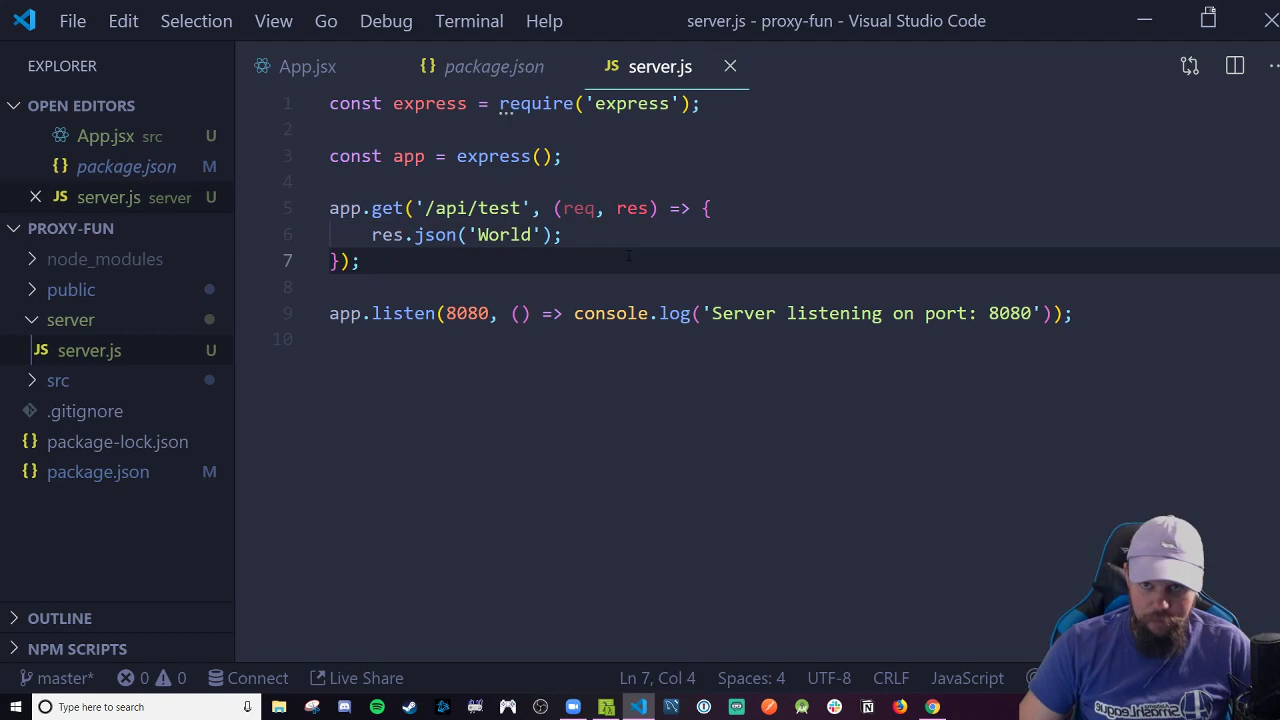 File Edit Selection View Go Debug Terminal Help server.js - proxy-fun - Visual Studio Code
EXPLORER
App.jsx package.json JS server.js
OPEN EDITORS
App.jsx src U
package.json M
JS server.js server U
PROXY-FUN
node_modules
public
server
JS server.js U
src
.gitignore
package-lock.json
package.json M
OUTLINE
NPM SCRIPTS
1 const express = require('express');
2
3 const app = express();
4
5 app.get('/api/test', (req, res) => {
6 res.json('World');
7 });
8
9 app.listen(8080, () => console.log('Server listening on port: 8080'));
10
master* 0 0 Connect Live Share Ln 7, Col 4 Spaces: 4 UTF-8 CRLF JavaScript
Type here to search